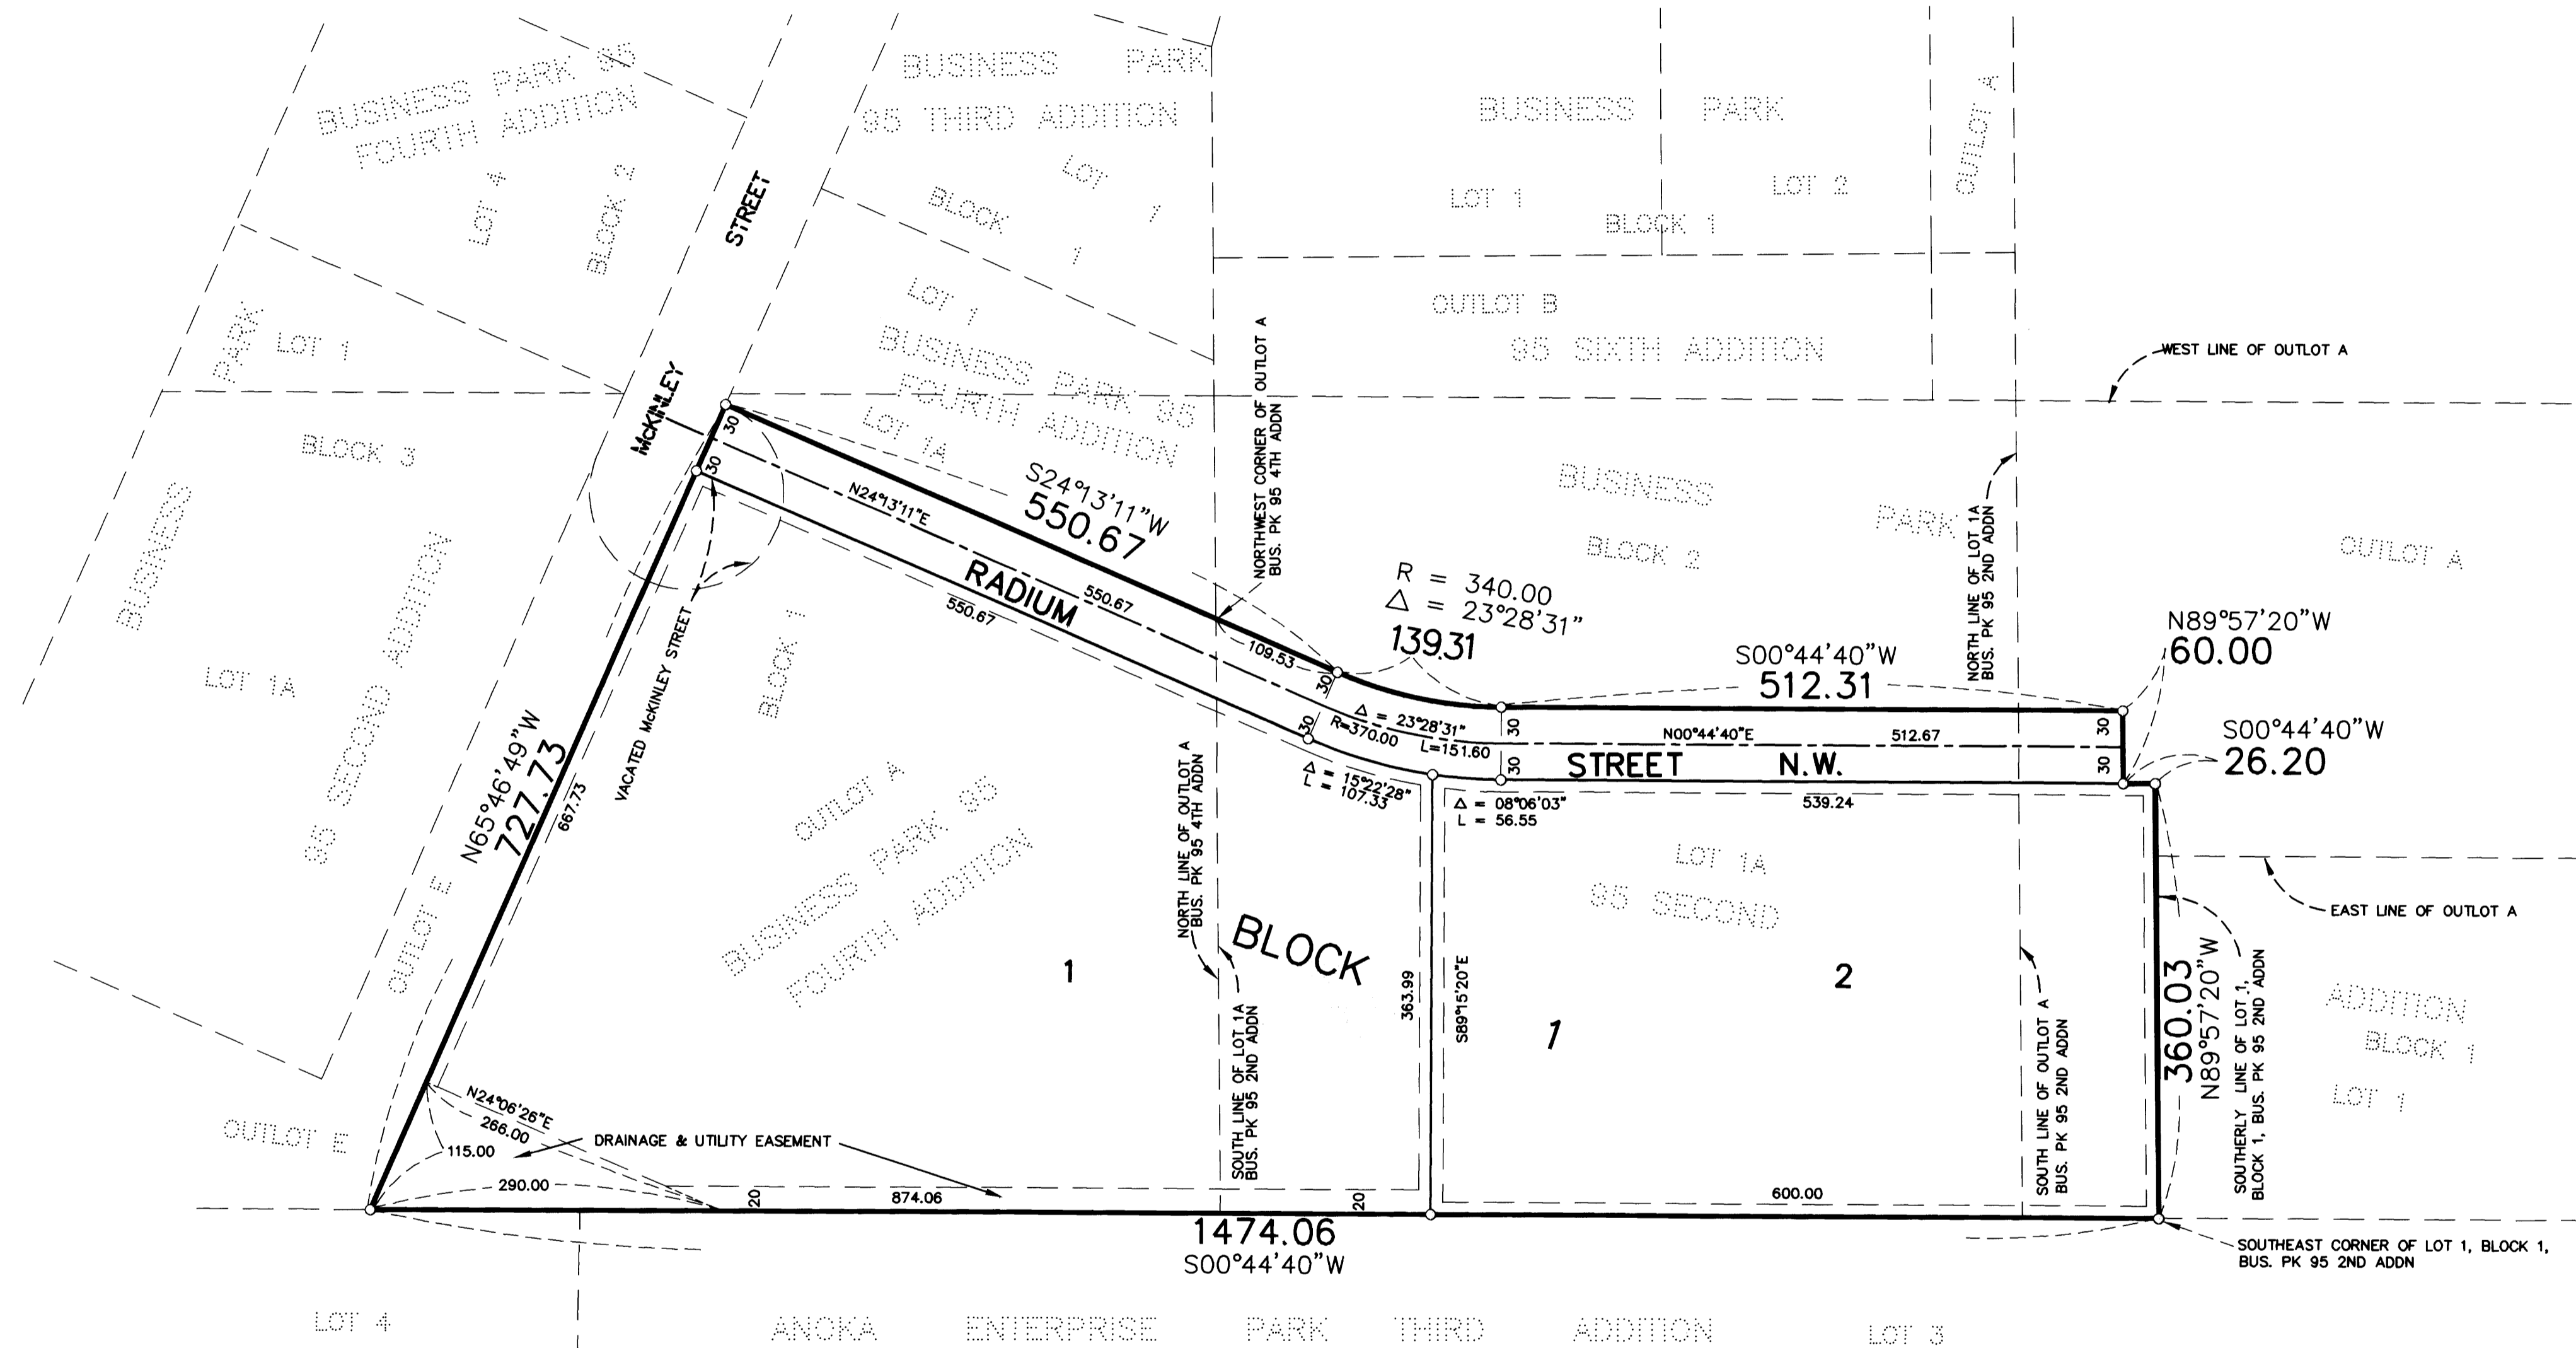 BUSINESS PARK 95
FOURTH ADDITION
LOT 4
BLOCK 2
STREET
McKINLEY
BUSINESS PARK
95 THIRD ADDITION
LOT 1
BLOCK 1
LOT 1
BUSINESS PARK 95
FOURTH ADDITION
LOT 1A
BUSINESS PARK
LOT 1
LOT 2
BLOCK 1
OUTLOT A
OUTLOT B
95 SIXTH ADDITION
WEST LINE OF OUTLOT A
PARK
LOT 1
BLOCK 3
BUSINESS
LOT 1A
95 SECOND ADDITION
OUTLOT E
OUTLOT E
30
30
N24°13'11"E
550.67
RADIUM
550.67
S24°13'11"W
550.67
NORTHWEST CORNER OF OUTLOT A
BUS. PK 95 4TH ADDN
109.53
30
30
R = 340.00
Δ = 23°28'31"
139.31
BUSINESS
PARK
BLOCK 2
OUTLOT A
NORTH LINE OF LOT 1A
BUS. PK 95 2ND ADDN
S00°44'40"W
512.31
N89°57'20"W
60.00
S00°44'40"W
26.20
Δ = 23°28'31"
R=370.00
L=151.60
30
30
N00°44'40"E
512.67
30
30
STREET N.W.
Δ = 15°22'28"
L = 107.33
Δ = 08°06'03"
L = 56.55
539.24
N65°46'49"W
727.73
667.73
VACATED McKINLEY STREET
BLOCK 1
OUTLOT A
BUSINESS PARK 95
FOURTH ADDITION
1
NORTH LINE OF OUTLOT A
BUS. PK 95 4TH ADDN
BLOCK
1
SOUTH LINE OF LOT 1A
BUS. PK 95 2ND ADDN
363.99
S89°15'20"E
LOT 1A
95 SECOND
2
SOUTH LINE OF OUTLOT A
BUS. PK 95 2ND ADDN
360.03
N89°57'20"W
SOUTHERLY LINE OF LOT 1,
BLOCK 1, BUS. PK 95 2ND ADDN
EAST LINE OF OUTLOT A
ADDITION
BLOCK 1
LOT 1
N24°06'26"E
266.00
115.00
DRAINAGE & UTILITY EASEMENT
290.00
20
874.06
20
600.00
1474.06
S00°44'40"W
SOUTHEAST CORNER OF LOT 1, BLOCK 1,
BUS. PK 95 2ND ADDN
LOT 4
ANOKA ENTERPRISE PARK THIRD ADDITION
LOT 3